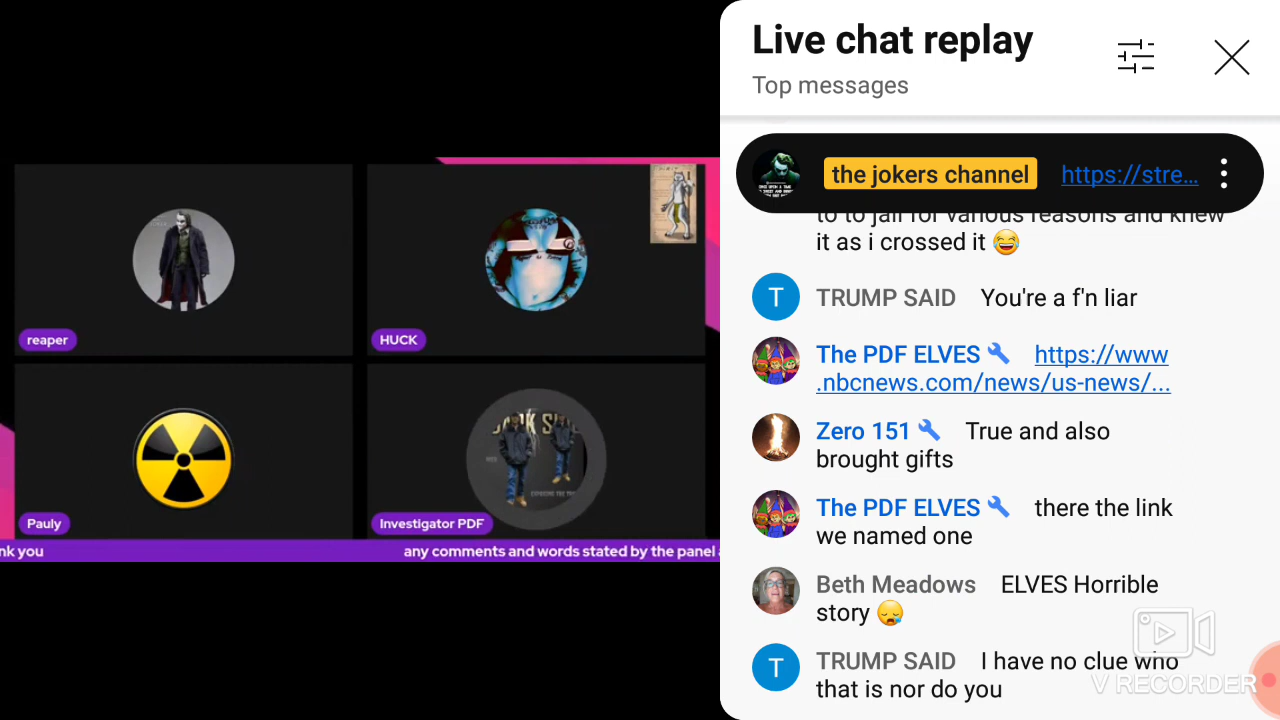 reaper
HUCK
Pauly
Investigator PDF
nk you
any comments and words stated by the panel a
Live chat replay
Top messages
the jokers channel https://stre...
to to jail for various reasons and knew
it as i crossed it 😂
T TRUMP SAID You're a f'n liar
The PDF ELVES https://www
.nbcnews.com/news/us-news/...
Zero 151 True and also
brought gifts
The PDF ELVES there the link
we named one
Beth Meadows ELVES Horrible
story 😪
T TRUMP SAID I have no clue who
that is nor do you
V RECORDER